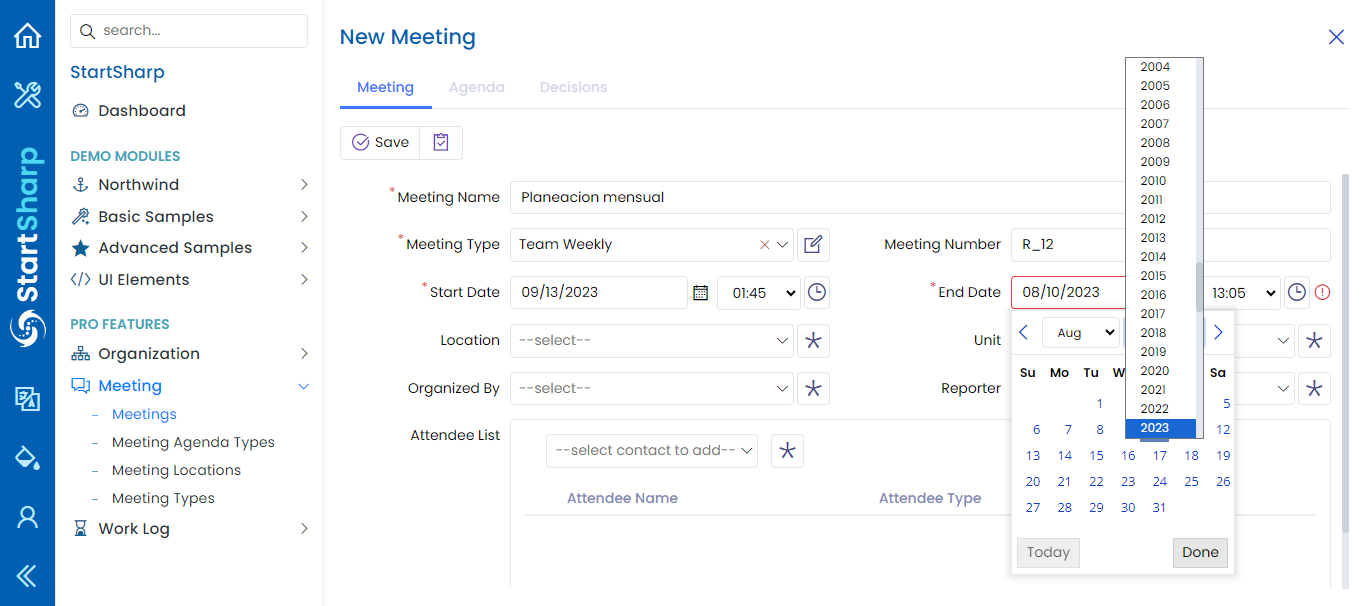 StartSharp
search...
StartSharp
Dashboard
DEMO MODULES
Northwind
Basic Samples
Advanced Samples
UI Elements
PRO FEATURES
Organization
Meeting
Meetings
Meeting Agenda Types
Meeting Locations
Meeting Types
Work Log
New Meeting
Meeting Agenda Decisions
Save
* Meeting Name Planeacion mensual
* Meeting Type Team Weekly Meeting Number R_12
* Start Date 09/13/2023 01:45 * End Date 08/10/2023 13:05
Location --select-- Unit
Organized By --select-- Reporter
Attendee List --select contact to add--
Attendee Name Attendee Type
2004
2005
2006
2007
2008
2009
2010
2011
2012
2013
2014
2015
2016
2017
2018
2019
2020
2021
2022
2023
Aug
Su Mo Tu W Sa
1 5
6 7 8 12
13 14 15 16 17 18 19
20 21 22 23 24 25 26
27 28 29 30 31
Today Done